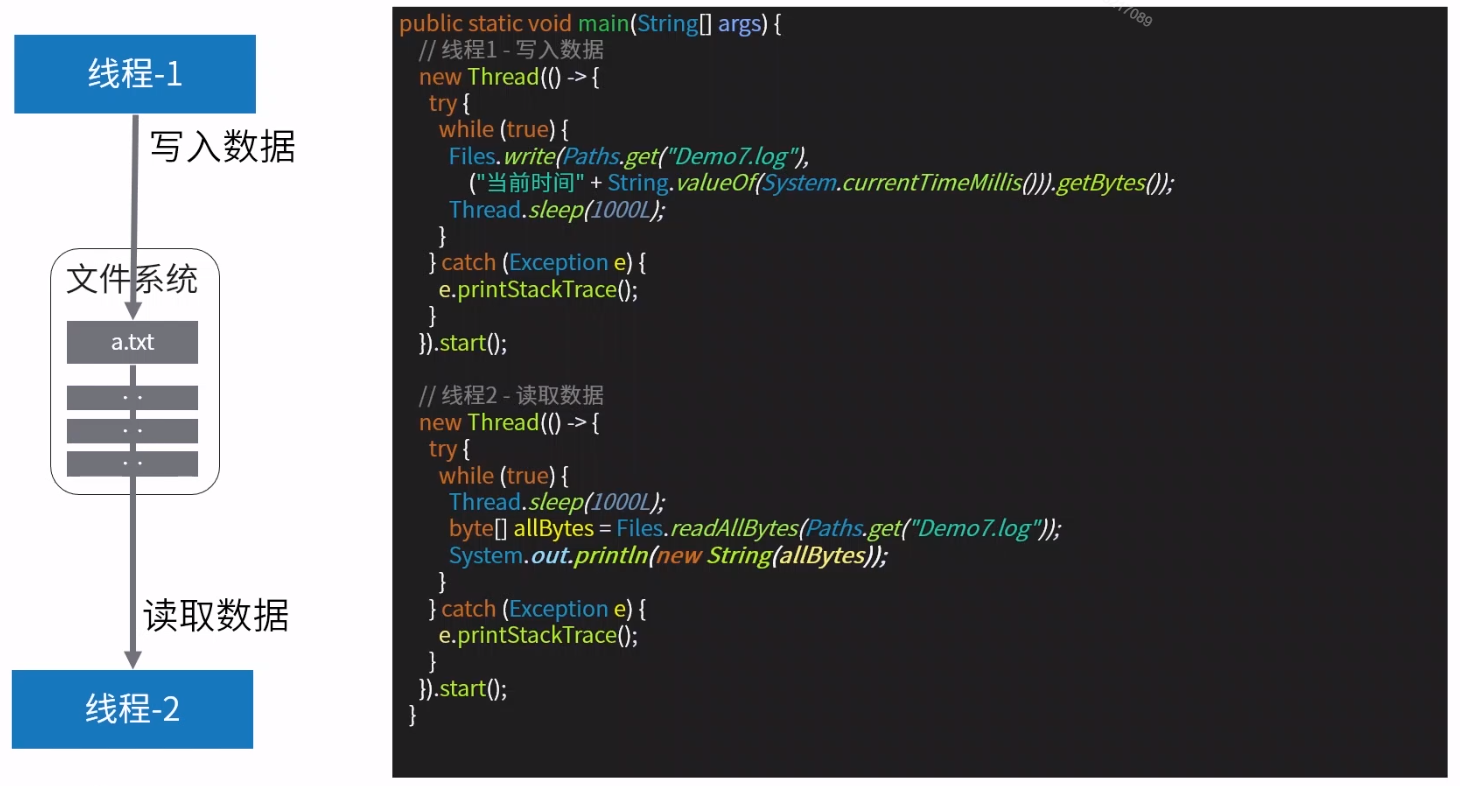 线程-1
写入数据
文件系统
a.txt
· ·
· ·
· ·
读取数据
线程-2
public static void main(String[] args) {
// 线程1 - 写入数据
new Thread(() -> {
try {
while (true) {
Files.write(Paths.get("Demo7.log"),
("当前时间" + String.valueOf(System.currentTimeMillis())).getBytes());
Thread.sleep(1000L);
}
} catch (Exception e) {
e.printStackTrace();
}
}).start();
// 线程2 - 读取数据
new Thread(() -> {
try {
while (true) {
Thread.sleep(1000L);
byte[] allBytes = Files.readAllBytes(Paths.get("Demo7.log"));
System.out.println(new String(allBytes));
}
} catch (Exception e) {
e.printStackTrace();
}
}).start();
}